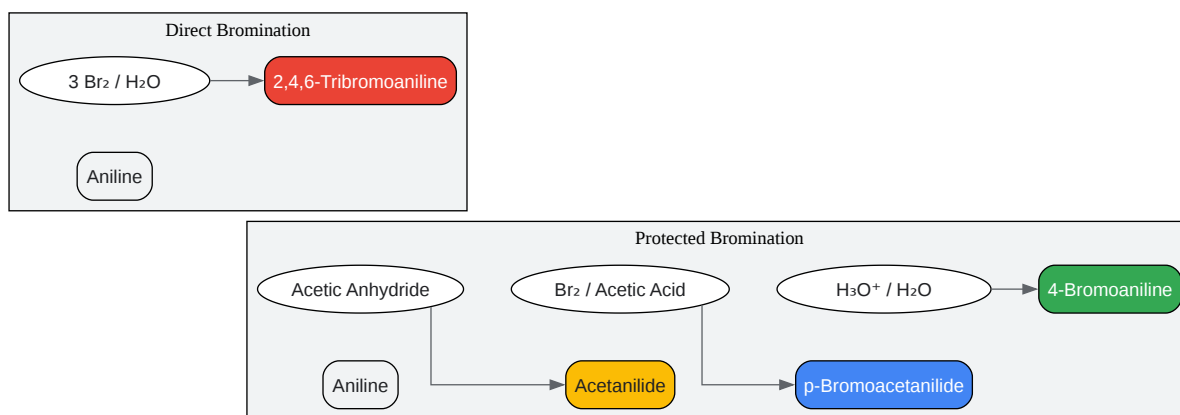 Direct Bromination
3 Br₂ / H₂O
2,4,6-Tribromoaniline
Aniline
Protected Bromination
Acetic Anhydride
Br₂ / Acetic Acid
H₃O⁺ / H₂O
4-Bromoaniline
Aniline
Acetanilide
p-Bromoacetanilide